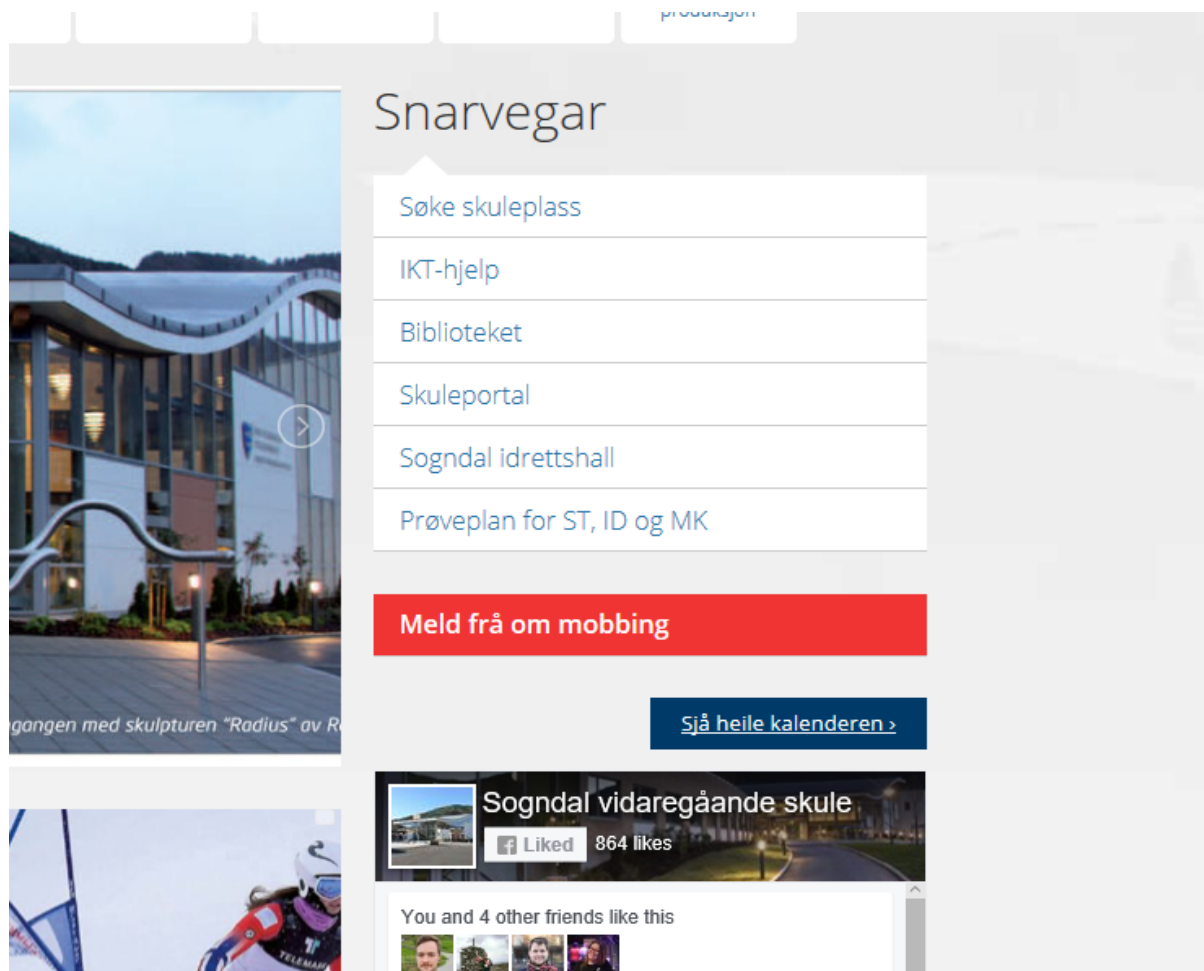 produksjon
Snarvegar
Søke skuleplass
IKT-hjelp
Biblioteket
Skuleportal
Sogndal idrettshall
Prøveplan for ST, ID og MK
Meld frå om mobbing
med skulpturen "Radius" av
Sjå heile kalenderen ›
Sogndal vidaregåande skule
Liked 864 likes
You and 4 other friends like this